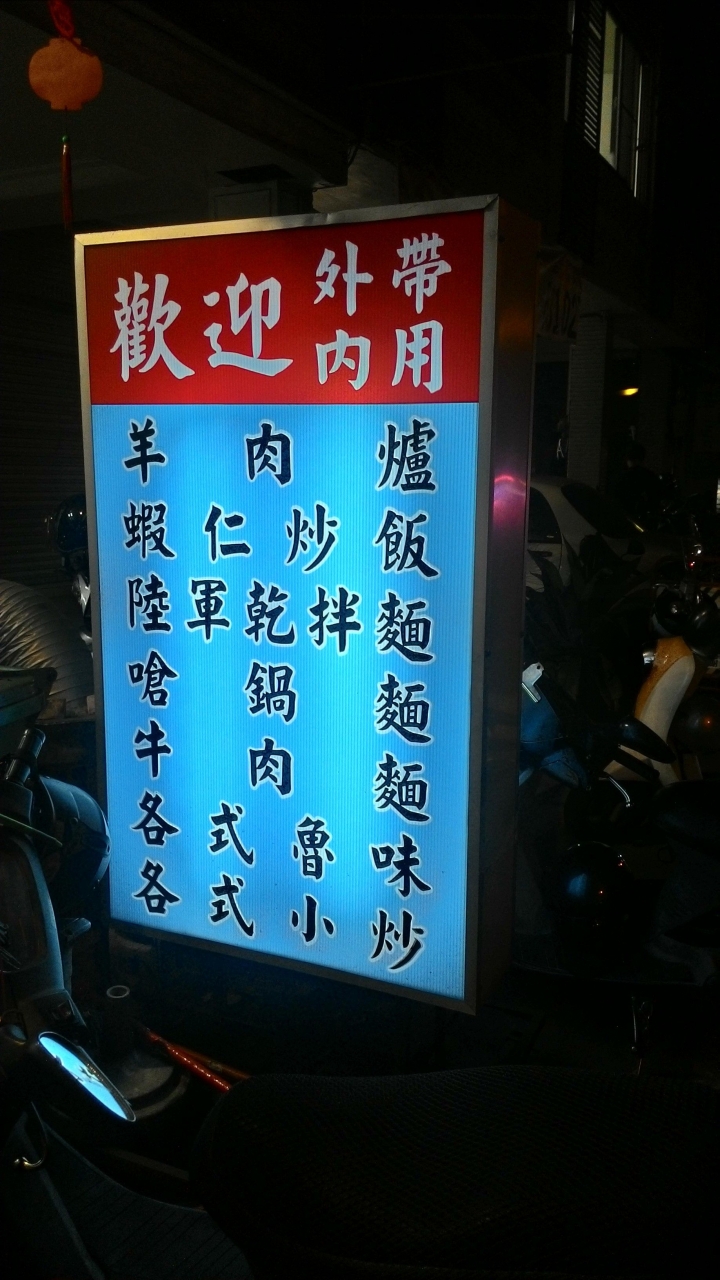 歡迎
外帶
內用
羊肉爐
蝦仁炒飯
陸軍乾拌麵
嗆鍋麵
牛肉麵
各式魯味
各式小炒